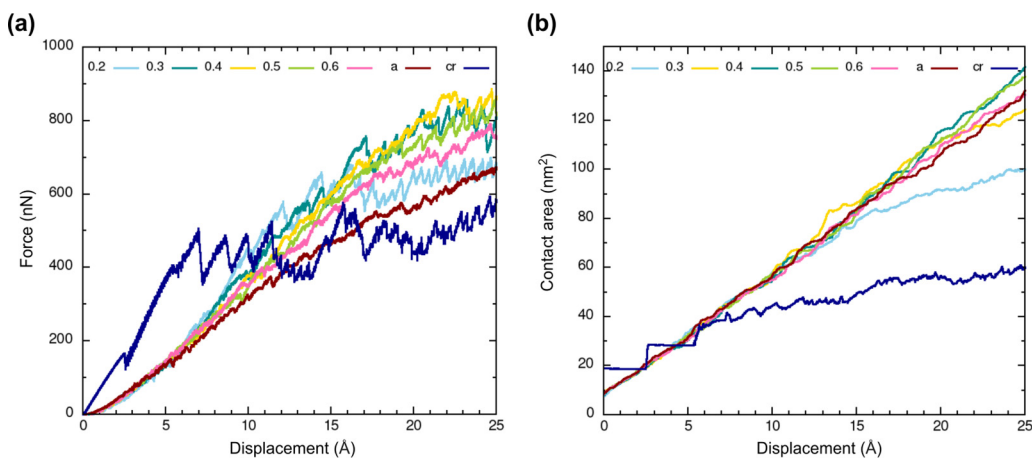 (a)
1000
0.2 0.3 0.4 0.5 0.6 a cr
800
600
400
200
0
Force (nN)
0 5 10 15 20 25
Displacement (Å)
(b)
0.2 0.3 0.4 0.5 0.6 a cr
140
120
100
80
60
40
20
0
Contact area (nm²)
0 5 10 15 20 25
Displacement (Å)